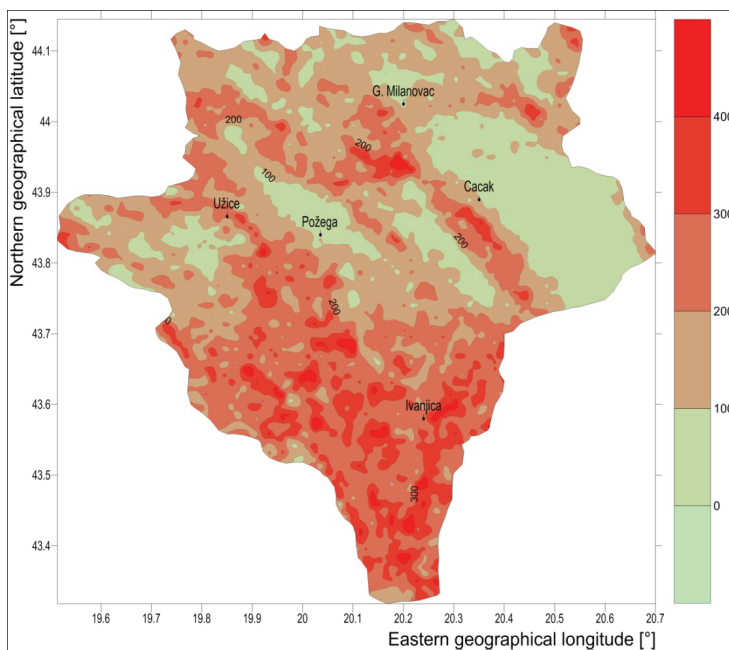 Northern geographical latitude [°]
44.1
44
43.9
43.8
43.7
43.6
43.5
43.4
G. Milanovac
200
200
100
Cacak
Užice
Požega
200
200
0
Ivanjica
300
400
300
200
100
0
19.6 19.7 19.8 19.9 20 20.1 20.2 20.3 20.4 20.5 20.6 20.7
Eastern geographical longitude [°]